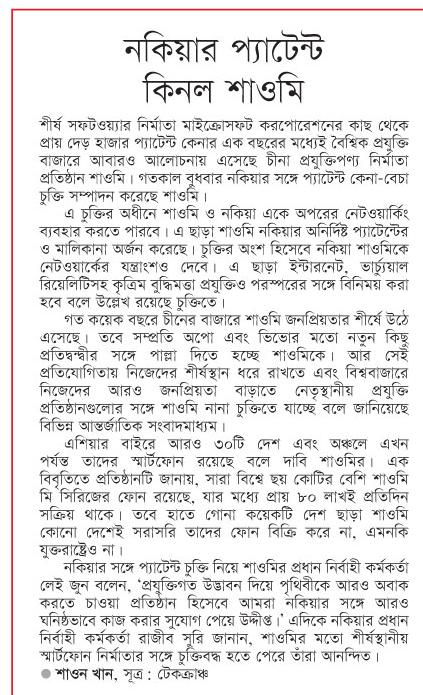 নকিয়ার প্যাটেন্ট
কিনল শাওমি
শীর্ষ সফটওয়্যার নির্মাতা মাইক্রোসফট করপোরেশনের কাছ থেকে
প্রায় দেড় হাজার প্যাটেন্ট কেনার এক বছরের মধ্যেই বৈশ্বিক প্রযুক্তি
বাজারে আবারও আলোচনায় এসেছে চীনা প্রযুক্তিপণ্য নির্মাতা
প্রতিষ্ঠান শাওমি। গতকাল বুধবার নকিয়ার সঙ্গে প্যাটেন্ট কেনা-বেচা
চুক্তি সম্পাদন করেছে শাওমি।
এ চুক্তির অধীনে শাওমি ও নকিয়া একে অপরের নেটওয়ার্কিং
ব্যবহার করতে পারবে। এ ছাড়া শাওমি নকিয়ার অনির্দিষ্ট প্যাটেন্টের
ও মালিকানা অর্জন করেছে। চুক্তির অংশ হিসেবে নকিয়া শাওমিকে
নেটওয়ার্কের যন্ত্রাংশও দেবে। এ ছাড়া ইন্টারনেট, ভার্চ্যুয়াল
রিয়েলিটিসহ কৃত্রিম বুদ্ধিমত্তা প্রযুক্তিও পরস্পরের সঙ্গে বিনিময় করা
হবে বলে উল্লেখ রয়েছে চুক্তিতে।
গত কয়েক বছরে চীনের বাজারে শাওমি জনপ্রিয়তার শীর্ষে উঠে
এসেছে। তবে সম্প্রতি অপো এবং ভিভোর মতো নতুন কিছু
প্রতিদ্বন্দ্বীর সঙ্গে পাল্লা দিতে হচ্ছে শাওমিকে। আর সেই
প্রতিযোগিতায় নিজেদের শীর্ষস্থান ধরে রাখতে এবং বিশ্ববাজারে
নিজেদের আরও জনপ্রিয়তা বাড়াতে নেতৃস্থানীয় প্রযুক্তি
প্রতিষ্ঠানগুলোর সঙ্গে শাওমি নানা চুক্তিতে যাচ্ছে বলে জানিয়েছে
বিভিন্ন আন্তর্জাতিক সংবাদমাধ্যম।
এশিয়ার বাইরে আরও ৩০টি দেশ এবং অঞ্চলে এখন
পর্যন্ত তাদের স্মার্টফোন রয়েছে বলে দাবি শাওমির। এক
বিবৃতিতে প্রতিষ্ঠানটি জানায়, সারা বিশ্বে ছয় কোটির বেশি শাওমি
মি সিরিজের ফোন রয়েছে, যার মধ্যে প্রায় ৮০ লাখই প্রতিদিন
সক্রিয় থাকে। তবে হাতে গোনা কয়েকটি দেশ ছাড়া শাওমি
কোনো দেশেই সরাসরি তাদের ফোন বিক্রি করে না, এমনকি
যুক্তরাষ্ট্রেও না।
নকিয়ার সঙ্গে প্যাটেন্ট চুক্তি নিয়ে শাওমির প্রধান নির্বাহী কর্মকর্তা
লেই জুন বলেন, ‘প্রযুক্তিগত উদ্ভাবন দিয়ে পৃথিবীকে আরও অবাক
করতে চাওয়া প্রতিষ্ঠান হিসেবে আমরা নকিয়ার সঙ্গে আরও
ঘনিষ্ঠভাবে কাজ করার সুযোগ পেয়ে উদ্দীপ্ত।’ এদিকে নকিয়ার প্রধান
নির্বাহী কর্মকর্তা রাজীব সুরি জানান, শাওমির মতো শীর্ষস্থানীয়
স্মার্টফোন নির্মাতার সঙ্গে চুক্তিবদ্ধ হতে পেরে তাঁরা আনন্দিত।
● শাওন খান, সূত্র : টেকক্রাঞ্চ